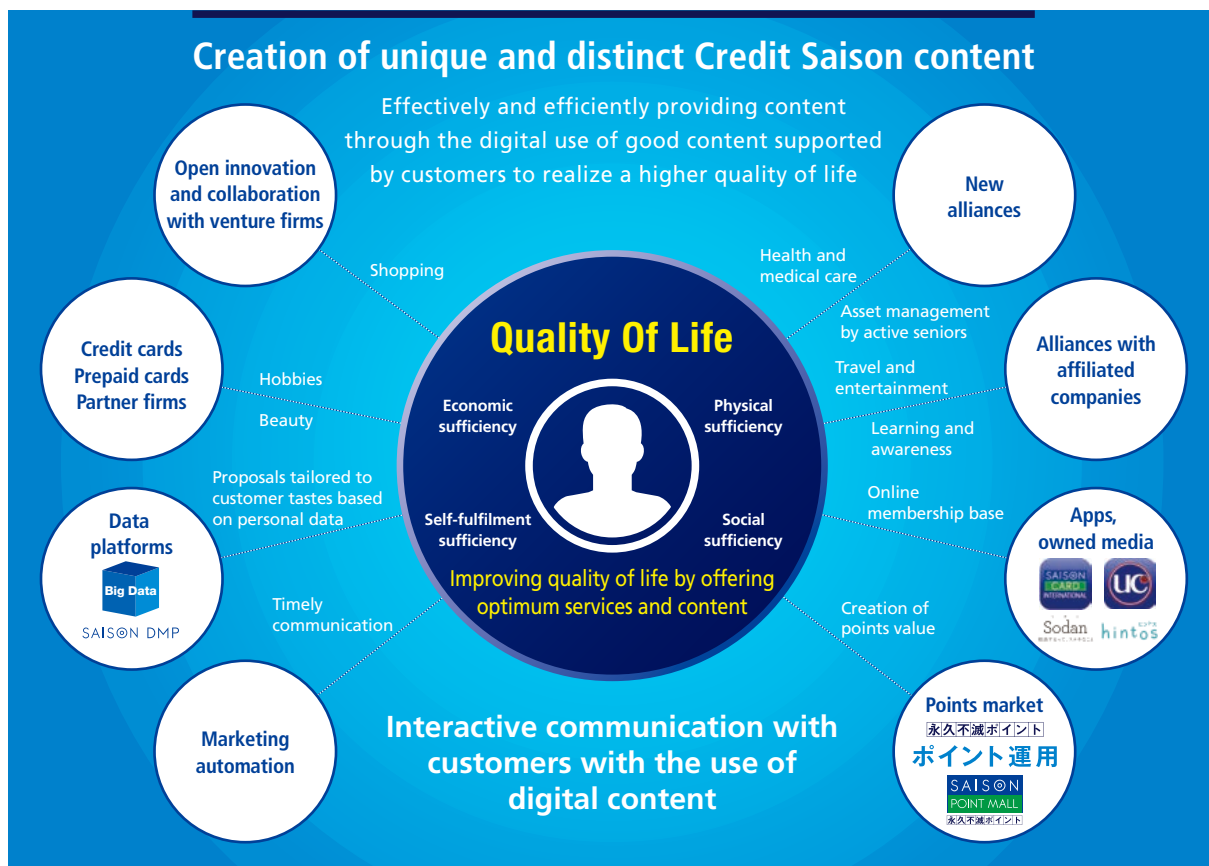 Creation of unique and distinct Credit Saison content
Effectively and efficiently providing content
through the digital use of good content supported
by customers to realize a higher quality of life
Open innovation
and collaboration
with venture firms
Shopping
Credit cards
Prepaid cards
Partner firms
Hobbies
Beauty
Proposals tailored to
customer tastes based
on personal data
Data
platforms
Big Data
SAISON DMP
Timely
communication
Marketing
automation
Quality Of Life
Economic
sufficiency
Physical
sufficiency
Self-fulfilment
sufficiency
Social
sufficiency
Improving quality of life by offering
optimum services and content
Interactive communication with
customers with the use of
digital content
New
alliances
Health and
medical care
Asset management
by active seniors
Travel and
entertainment
Alliances with
affiliated
companies
Learning and
awareness
Online
membership base
Apps,
owned media
SAISON
CARD
INTERNATIONAL
UC
Sodan
ヒントス
hintos
Creation of
points value
Points market
永久不滅ポイント
ポイント運用
SAISON
POINT MALL
永久不滅ポイント